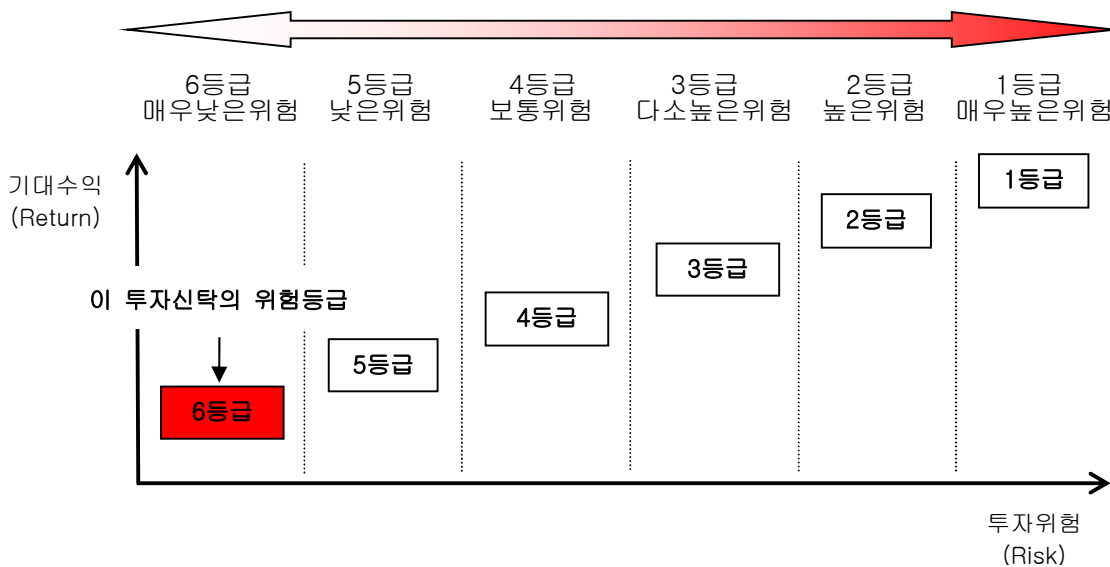 6등급
매우낮은위험
5등급
낮은위험
4등급
보통위험
3등급
다소높은위험
2등급
높은위험
1등급
매우높은위험
기대수익
(Return)
1등급
2등급
3등급
이 투자신탁의 위험등급
4등급
5등급
6등급
투자위험
(Risk)